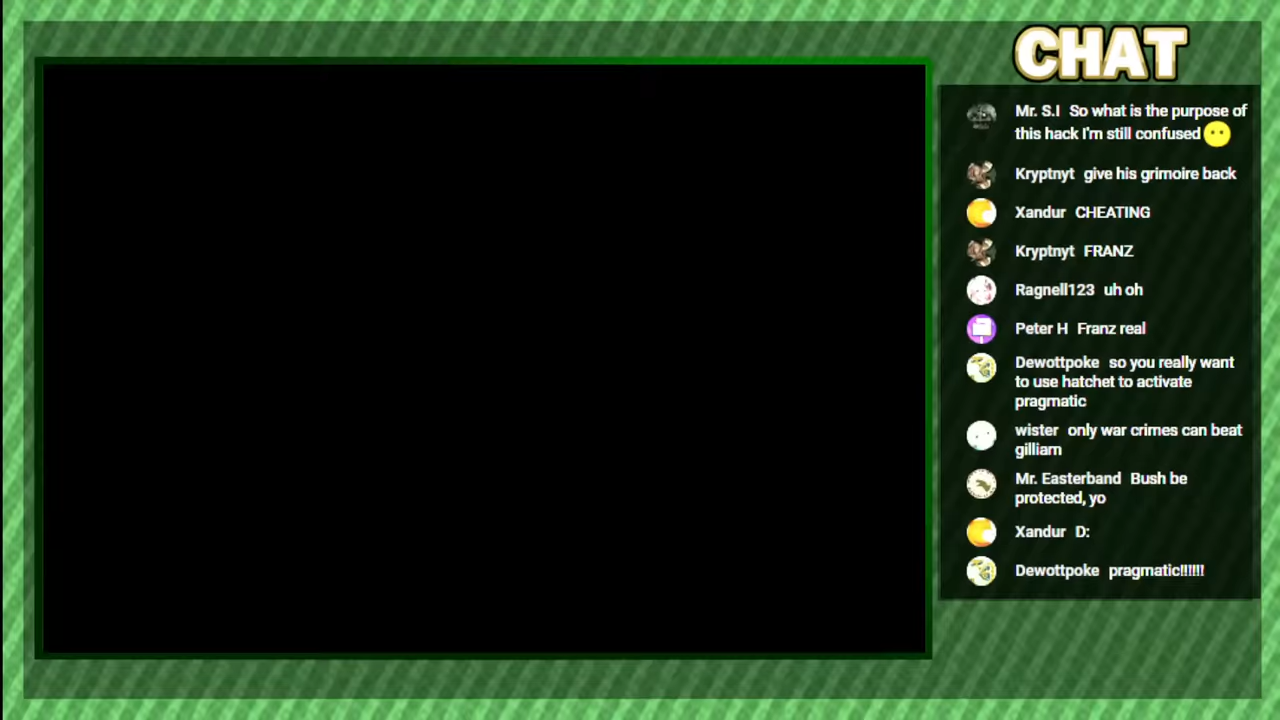 CHAT
Mr. S.I So what is the purpose of
this hack I'm still confused
Kryptnyt give his grimoire back
Xandur CHEATING
Kryptnyt FRANZ
Ragnell123 uh oh
Peter H Franz real
Dewottpoke so you really want
to use hatchet to activate
pragmatic
wister only war crimes can beat
gilliam
Mr. Easterband Bush be
protected, yo
Xandur D:
Dewottpoke pragmatic!!!!!!